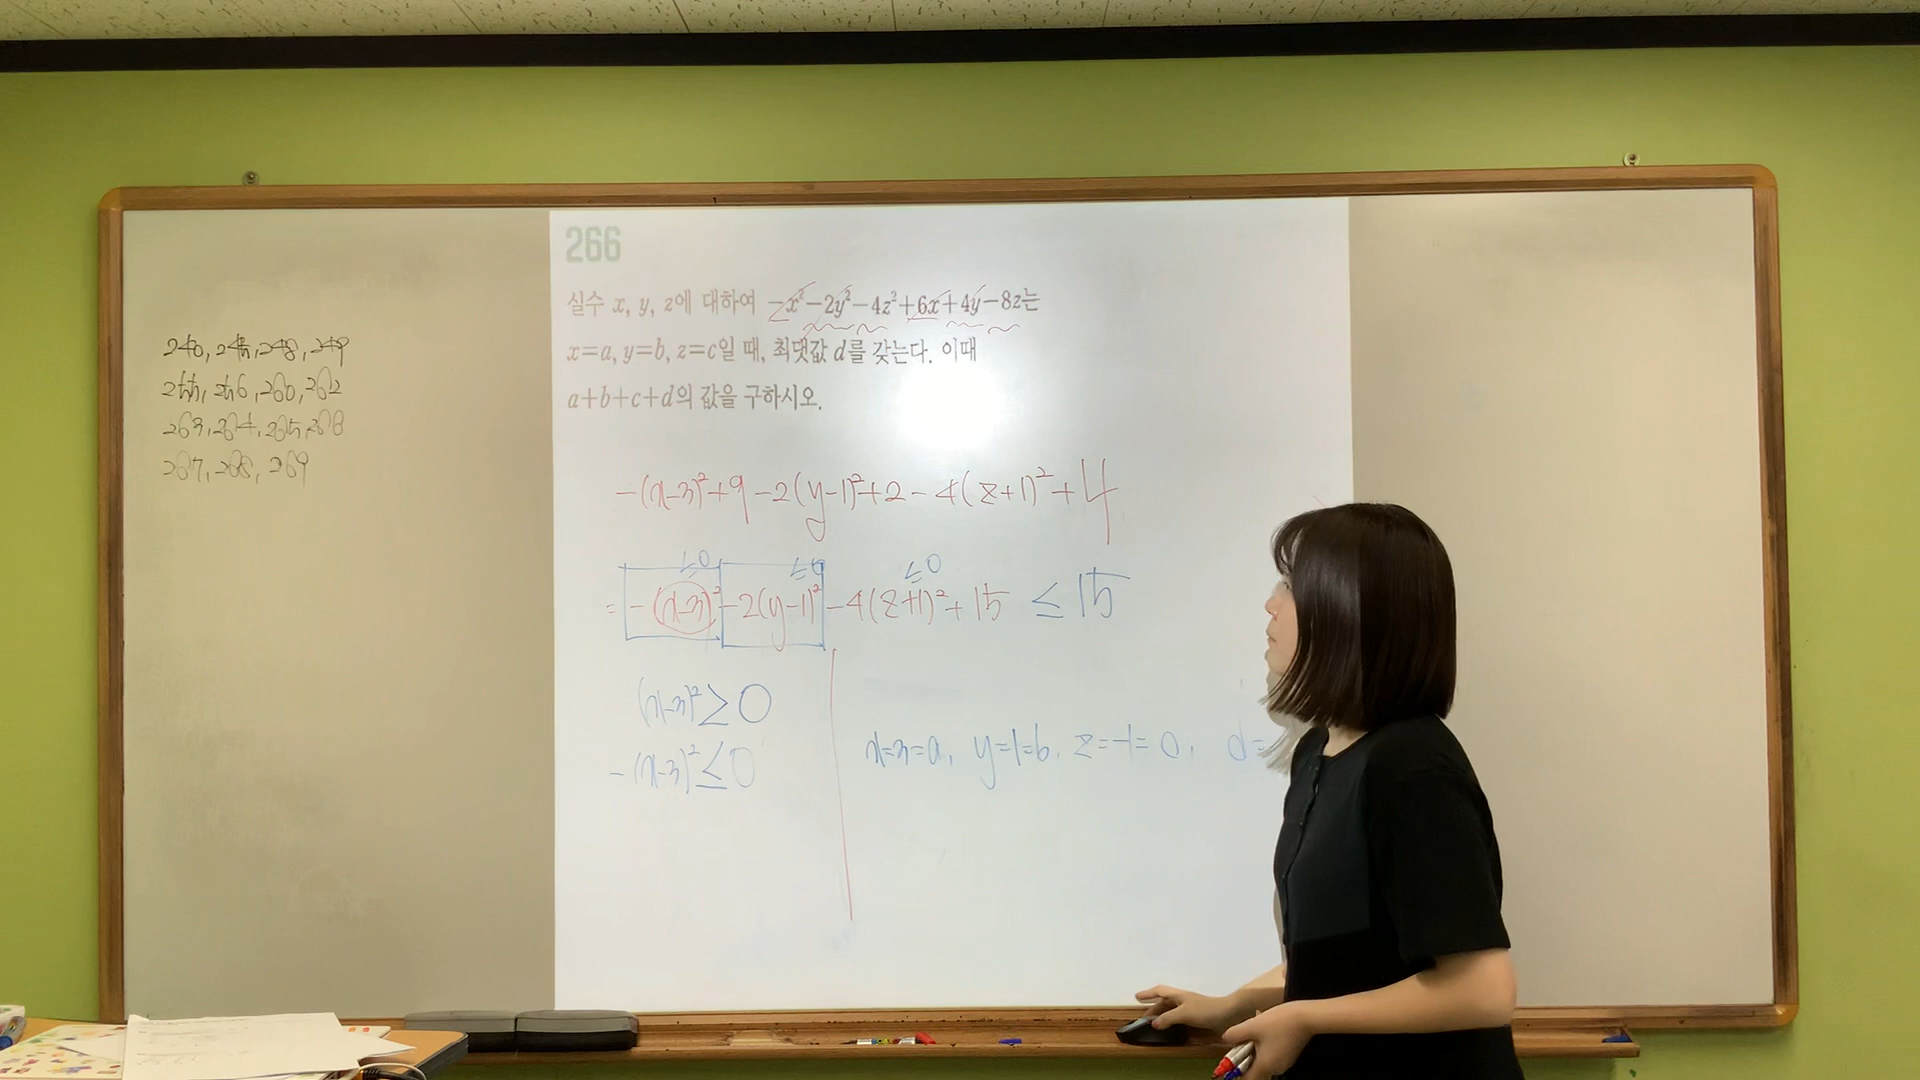 266
실수 x, y, z에 대하여 -x²-2y²-4z²+6x+4y-8z는
x=a, y=b, z=c일 때, 최댓값 d를 갖는다. 이때
a+b+c+d의 값을 구하시오.
240, 245, 248, 249
255, 256, 260, 262
263, 264, 265, 266
267, 268, 269
-(x-3)²+9-2(y-1)²+2-4(z+1)²+4
≤0 ≤0 ≤0
= -(x-3)²-2(y-1)²-4(z+1)²+15 ≤ 15
(x-3)² ≥ 0
-(x-3)² ≤ 0
x=3=a, y=1=b, z=-1=c, d=